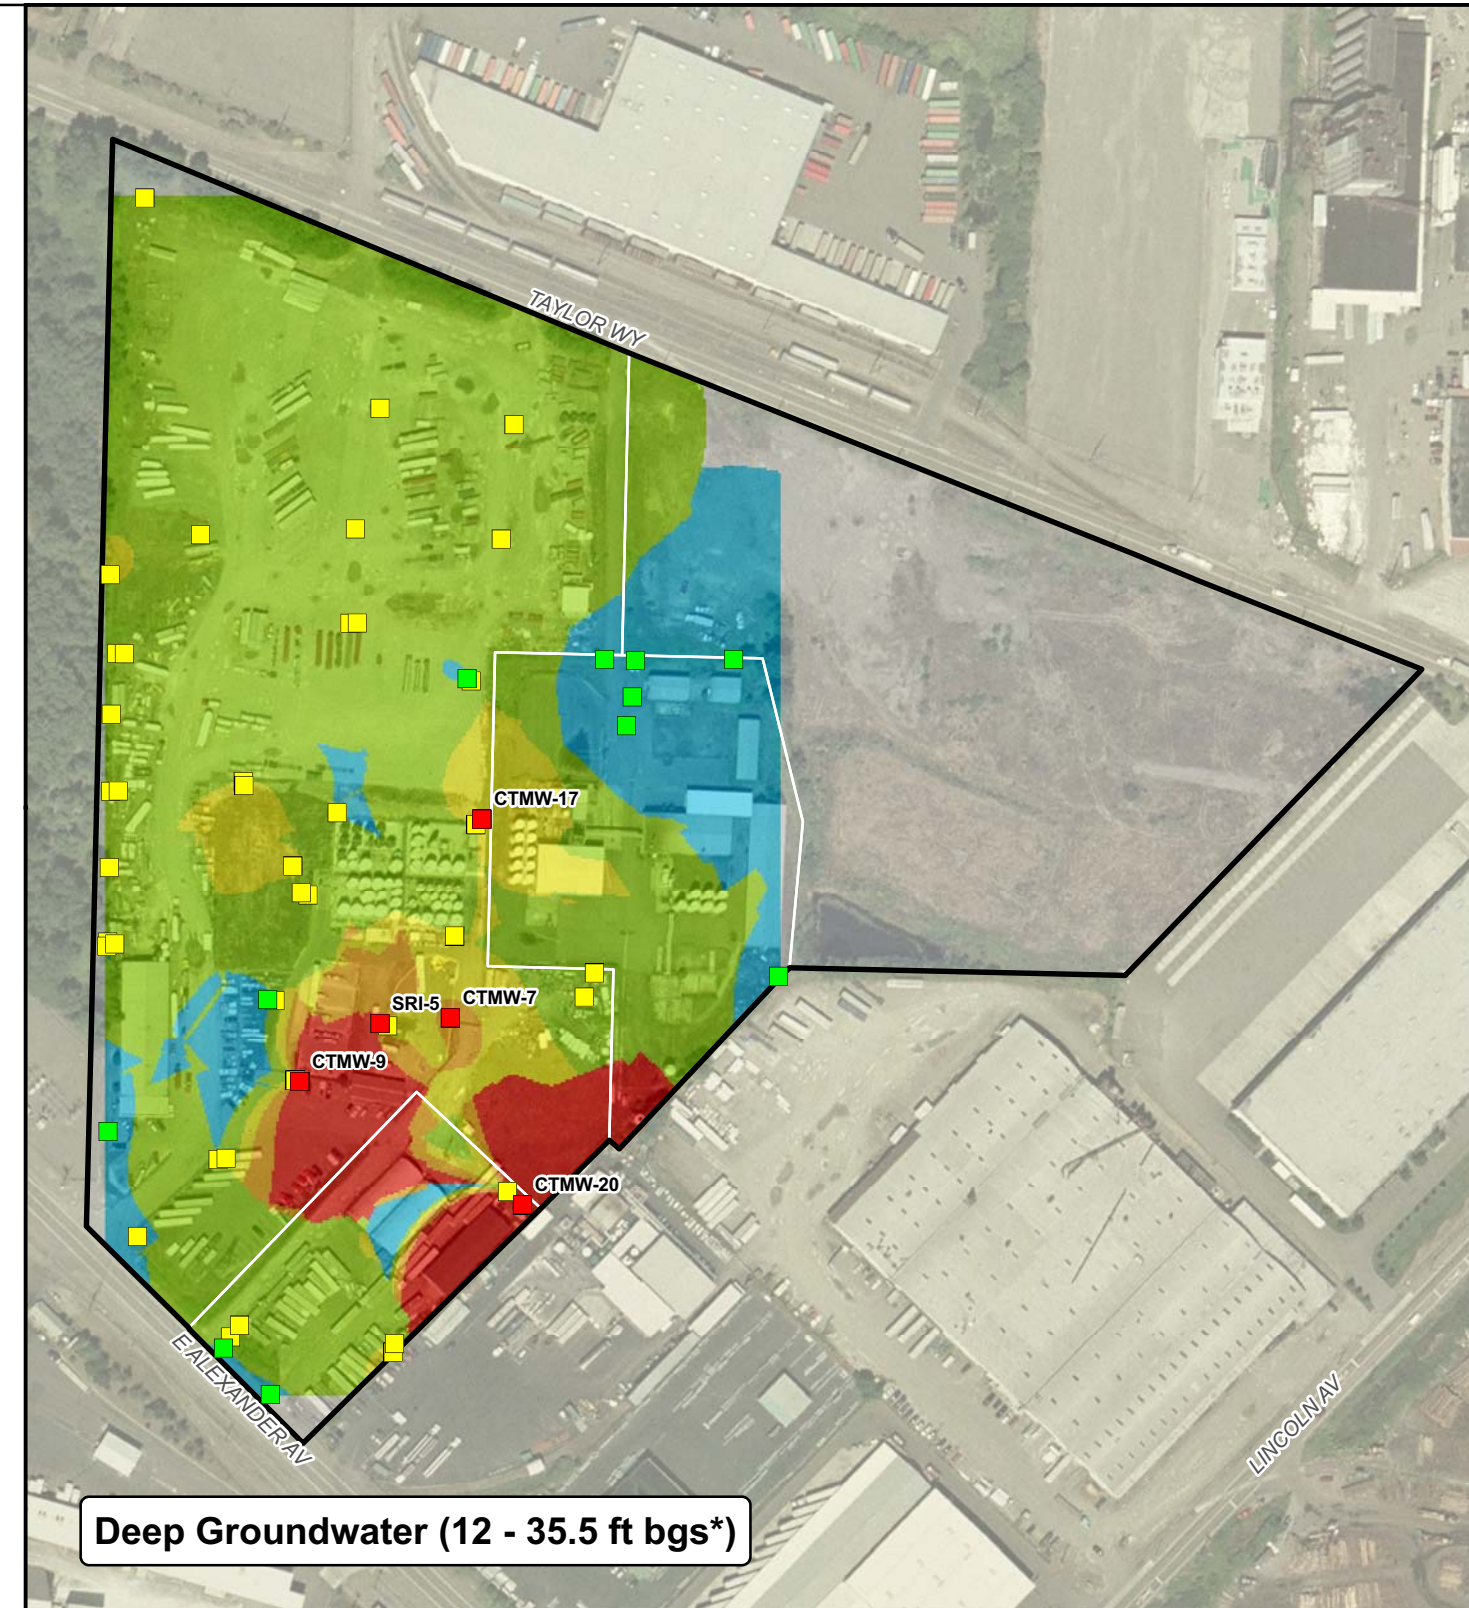 TAYLOR WY
CTMW-17
SRI-5
CTMW-7
CTMW-9
CTMW-20
E ALEXANDER AV
LINCOLN AV
Deep Groundwater (12 - 35.5 ft bgs*)